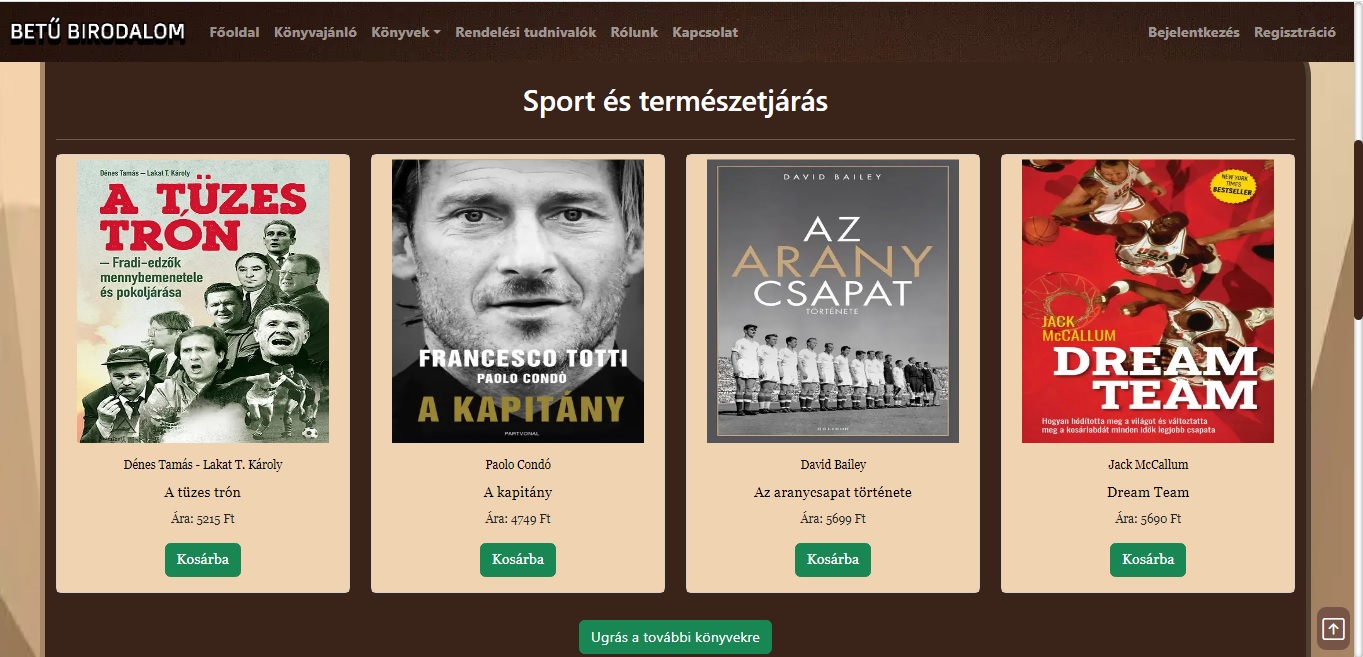 BETŰ BIRODALOM
Főoldal
Könyvajánló
Könyvek
Rendelési tudnivalók
Rólunk
Kapcsolat
Bejelentkezés
Regisztráció
Sport és természetjárás
Dénes Tamás – Lakat T. Károly
A TÜZES
TRÓN
— Fradi-edzők
mennybemenetele
és pokoljárása
Dénes Tamás - Lakat T. Károly
A tüzes trón
Ára: 5215 Ft
Kosárba
FRANCESCO TOTTI
PAOLO CONDÓ
A KAPITÁNY
PARTVONAL
Paolo Condó
A kapitány
Ára: 4749 Ft
Kosárba
DAVID BAILEY
AZ
ARANY
CSAPAT
TÖRTÉNETE
David Bailey
Az aranycsapat története
Ára: 5699 Ft
Kosárba
NEW YORK
TIMES
BESTSELLER
USA
JACK
McCALLUM
DREAM
TEAM
Hogyan hódította meg a világot és változtatta
meg a kosárlabdát minden idők legjobb csapata
Jack McCallum
Dream Team
Ára: 5690 Ft
Kosárba
Ugrás a további könyvekre